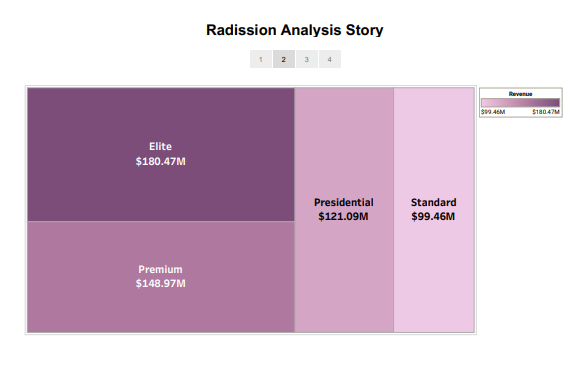 Radission Analysis Story
1 2 3 4
Elite
$180.47M
Premium
$148.97M
Presidential
$121.09M
Standard
$99.46M
Revenue
$99.46M $180.47M